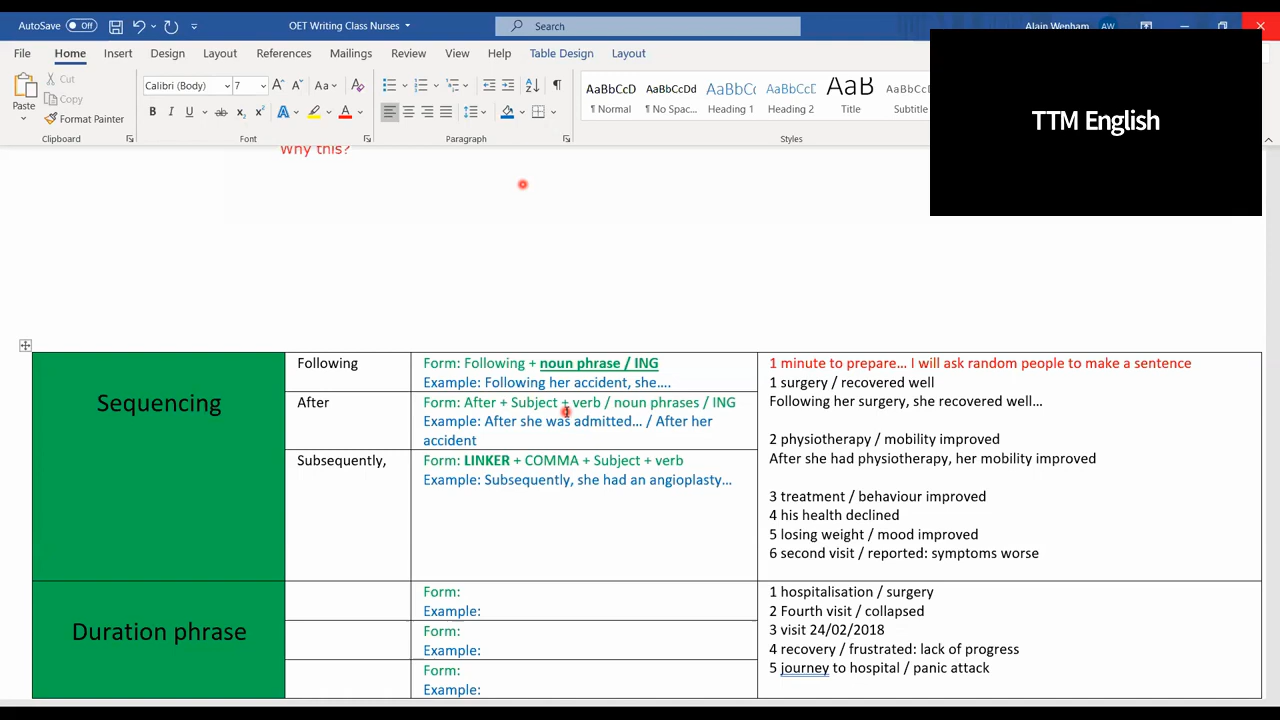 AutoSave Off OET Writing Class Nurses Search Alain Wenham AW
File Home Insert Design Layout References Mailings Review View Help Table Design Layout
Paste Cut Copy Format Painter
Calibri (Body) 7
AaBbCcD AaBbCcDd AaBbCc AaBbCcC AaB AaBbCcD
¶ Normal ¶ No Spac... Heading 1 Heading 2 Title Subtitle
Clipboard Font Paragraph Styles
TTM English
Why this?
Sequencing
Following
Form: Following + noun phrase / ING
Example: Following her accident, she....
After
Form: After + Subject + verb / noun phrases / ING
Example: After she was admitted... / After her
accident
Subsequently,
Form: LINKER + COMMA + Subject + verb
Example: Subsequently, she had an angioplasty...
1 minute to prepare... I will ask random people to make a sentence
1 surgery / recovered well
Following her surgery, she recovered well...
2 physiotherapy / mobility improved
After she had physiotherapy, her mobility improved
3 treatment / behaviour improved
4 his health declined
5 losing weight / mood improved
6 second visit / reported: symptoms worse
Duration phrase
Form:
Example:
Form:
Example:
Form:
Example:
1 hospitalisation / surgery
2 Fourth visit / collapsed
3 visit 24/02/2018
4 recovery / frustrated: lack of progress
5 journey to hospital / panic attack